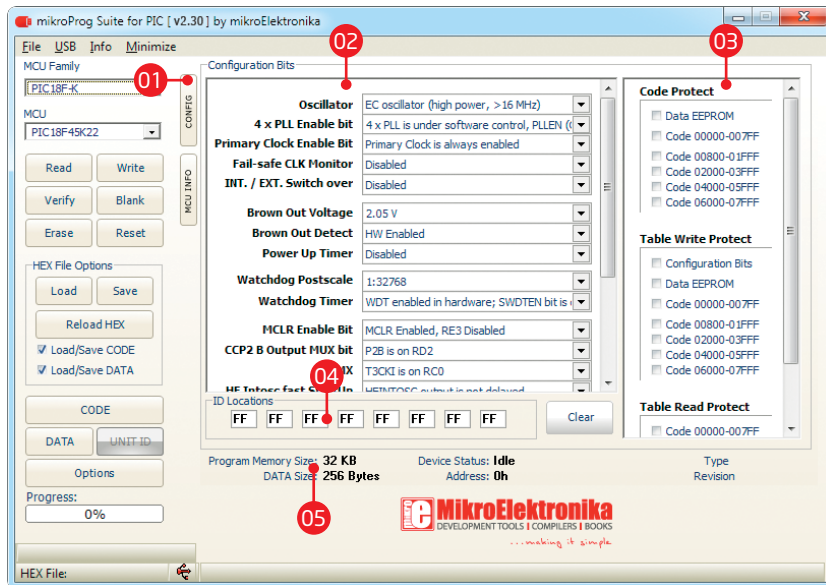 mikroProg Suite for PIC [ v2.30 ] by mikroElektronika
File USB Info Minimize
MCU Family
PIC18F-K
MCU
PIC18F45K22
Read Write
Verify Blank
Erase Reset
HEX File Options
Load Save
Reload HEX
Load/Save CODE
Load/Save DATA
CODE
DATA UNIT ID
Options
Progress:
0%
HEX File:
01
CONFIG
MCU INFO
Configuration Bits
02
Oscillator EC oscillator (high power, >16 MHz)
4 x PLL Enable bit 4 x PLL is under software control, PLLEN (
Primary Clock Enable Bit Primary Clock is always enabled
Fail-safe CLK Monitor Disabled
INT. / EXT. Switch over Disabled
Brown Out Voltage 2.05 V
Brown Out Detect HW Enabled
Power Up Timer Disabled
Watchdog Postscale 1:32768
Watchdog Timer WDT enabled in hardware; SWDTEN bit is
MCLR Enable Bit MCLR Enabled, RE3 Disabled
CCP2 B Output MUX bit P2B is on RD2
T3CKI is on RC0
HFINTOSC output is not delayed
03
Code Protect
Data EEPROM
Code 00000-007FF
Code 00800-01FFF
Code 02000-03FFF
Code 04000-05FFF
Code 06000-07FFF
Table Write Protect
Configuration Bits
Data EEPROM
Code 00000-007FF
Code 00800-01FFF
Code 02000-03FFF
Code 04000-05FFF
Code 06000-07FFF
Table Read Protect
Code 00000-007FF
04
ID Locations
FF FF FF FF FF FF FF FF
Clear
Program Memory Size: 32 KB Device Status: Idle Type
DATA Size: 256 Bytes Address: 0h Revision
05
MikroElektronika
DEVELOPMENT TOOLS | COMPILERS | BOOKS
...making it simple